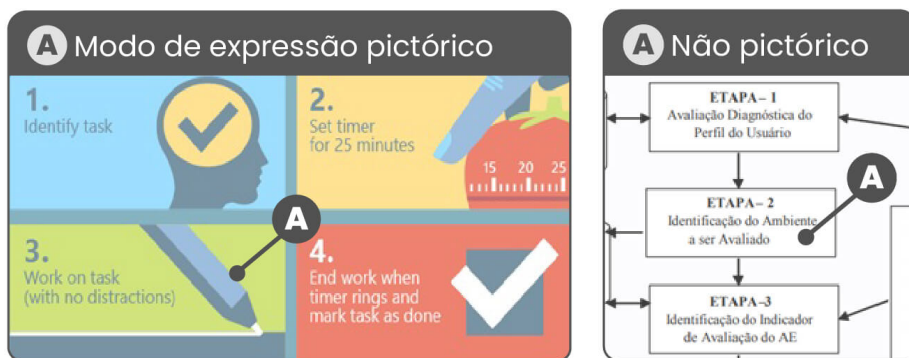 A Modo de expressão pictórico
1.
Identify task
2.
Set timer
for 25 minutes
15 20 25
A
3.
Work on task
(with no distractions)
4.
End work when
timer rings and
mark task as done
A Não pictórico
ETAPA– 1
Avaliação Diagnóstica do
Perfil do Usuário
A
ETAPA– 2
Identificação do Ambiente
a ser Avaliado
ETAPA–3
Identificação do Indicador
de Avaliação do AE